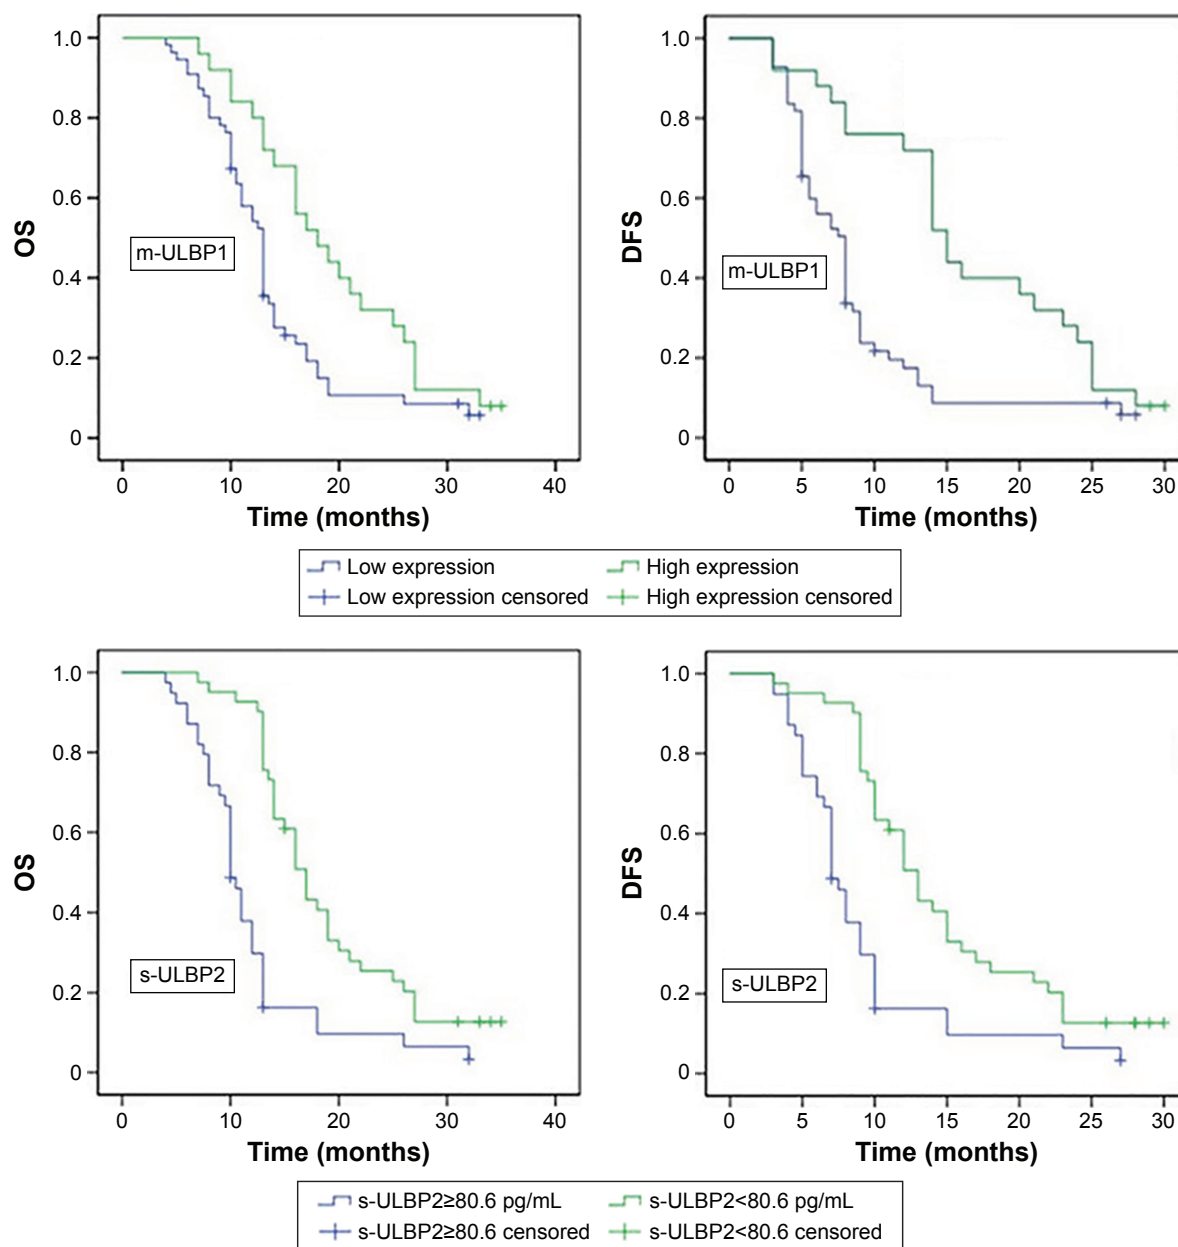 1.0
0.8
0.6
0.4
0.2
0
OS
m-ULBP1
0 10 20 30 40
Time (months)
1.0
0.8
0.6
0.4
0.2
0
DFS
m-ULBP1
0 5 10 15 20 25 30
Time (months)
Low expression High expression
Low expression censored High expression censored
1.0
0.8
0.6
0.4
0.2
0
OS
s-ULBP2
0 10 20 30 40
Time (months)
1.0
0.8
0.6
0.4
0.2
0
DFS
s-ULBP2
0 5 10 15 20 25 30
Time (months)
s-ULBP2≥80.6 pg/mL s-ULBP2<80.6 pg/mL
s-ULBP2≥80.6 censored s-ULBP2<80.6 censored